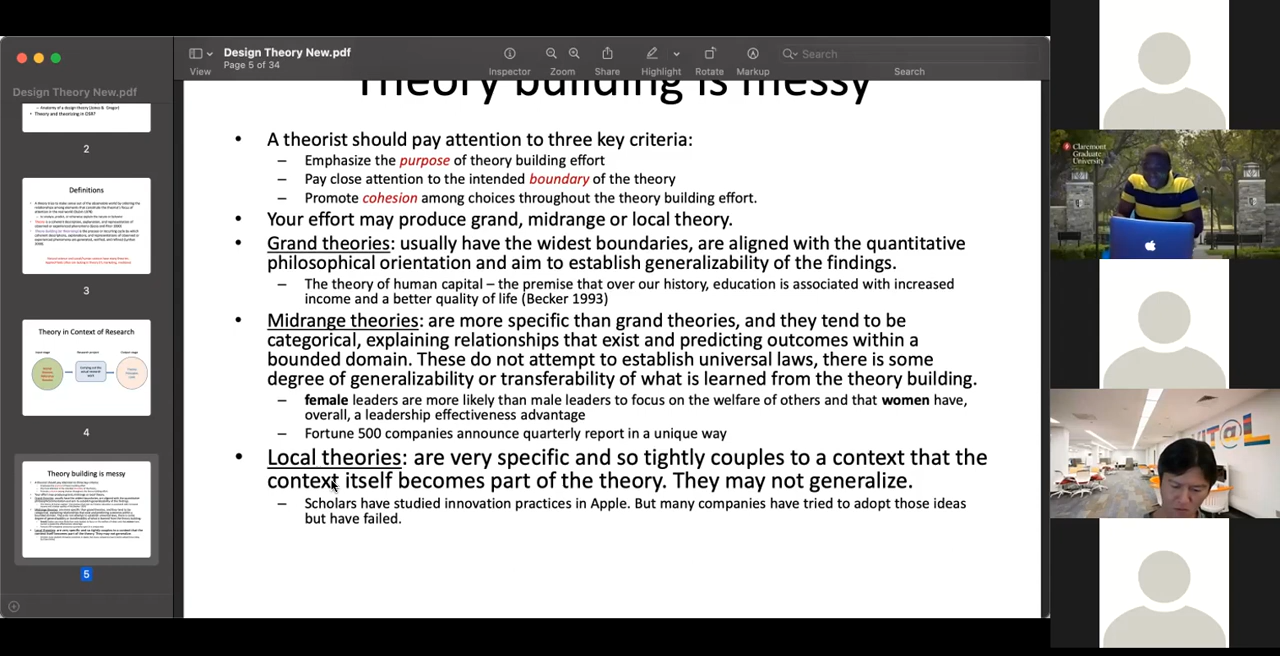 Design Theory New.pdf
Page 5 of 34
View
Inspector
Zoom
Share
Highlight
Rotate
Markup
Search
Search
Design Theory New.pdf
Theory and theorizing in DSR?
2
Definitions
3
Theory in Context of Research
4
Theory building is messy
5
Theory building is messy
• A theorist should pay attention to three key criteria:
– Emphasize the purpose of theory building effort
– Pay close attention to the intended boundary of the theory
– Promote cohesion among choices throughout the theory building effort.
• Your effort may produce grand, midrange or local theory.
• Grand theories: usually have the widest boundaries, are aligned with the quantitative
philosophical orientation and aim to establish generalizability of the findings.
– The theory of human capital – the premise that over our history, education is associated with increased
income and a better quality of life (Becker 1993)
• Midrange theories: are more specific than grand theories, and they tend to be
categorical, explaining relationships that exist and predicting outcomes within a
bounded domain. These do not attempt to establish universal laws, there is some
degree of generalizability or transferability of what is learned from the theory building.
– female leaders are more likely than male leaders to focus on the welfare of others and that women have,
overall, a leadership effectiveness advantage
– Fortune 500 companies announce quarterly report in a unique way
• Local theories: are very specific and so tightly couples to a context that the
context itself becomes part of the theory. They may not generalize.
– Scholars have studied innovation practices in Apple. But many companies have tried to adopt those ideas
but have failed.
Claremont
Graduate
University